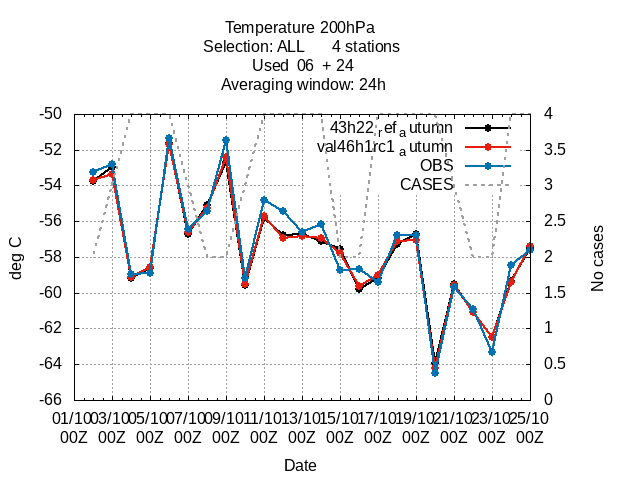 Temperature 200hPa
Selection: ALL 4 stations
Used 06 + 24
Averaging window: 24h
43h22_ref_autumn
val46h1rc1_autumn
OBS
CASES
-50 4
-52 3.5
-54 3
-56 2.5
-58 2
-60 1.5
-62 1
-64 0.5
-66 0
deg C
No cases
01/10 03/10 05/10 07/10 09/10 11/10 13/10 15/10 17/10 19/10 21/10 23/10 25/10
00Z 00Z 00Z 00Z 00Z 00Z 00Z 00Z 00Z 00Z 00Z 00Z 00Z
Date